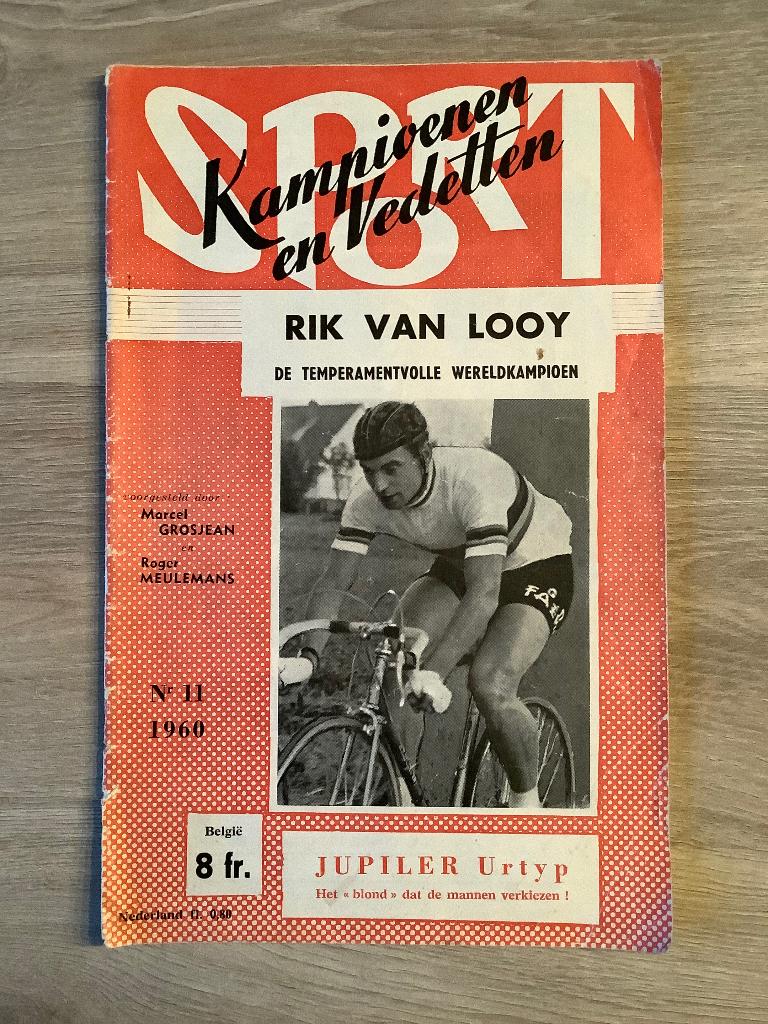 SPORT
Kampioenen
en Vedetten
RIK VAN LOOY
DE TEMPERAMENTVOLLE WERELDKAMPIOEN
voorgesteld door
Marcel
GROSJEAN
en
Roger
MEULEMANS
Nr 11
1960
België
8 fr.
Nederland fl. 0,80
JUPILER Urtyp
Het « blond » dat de mannen verkiezen !